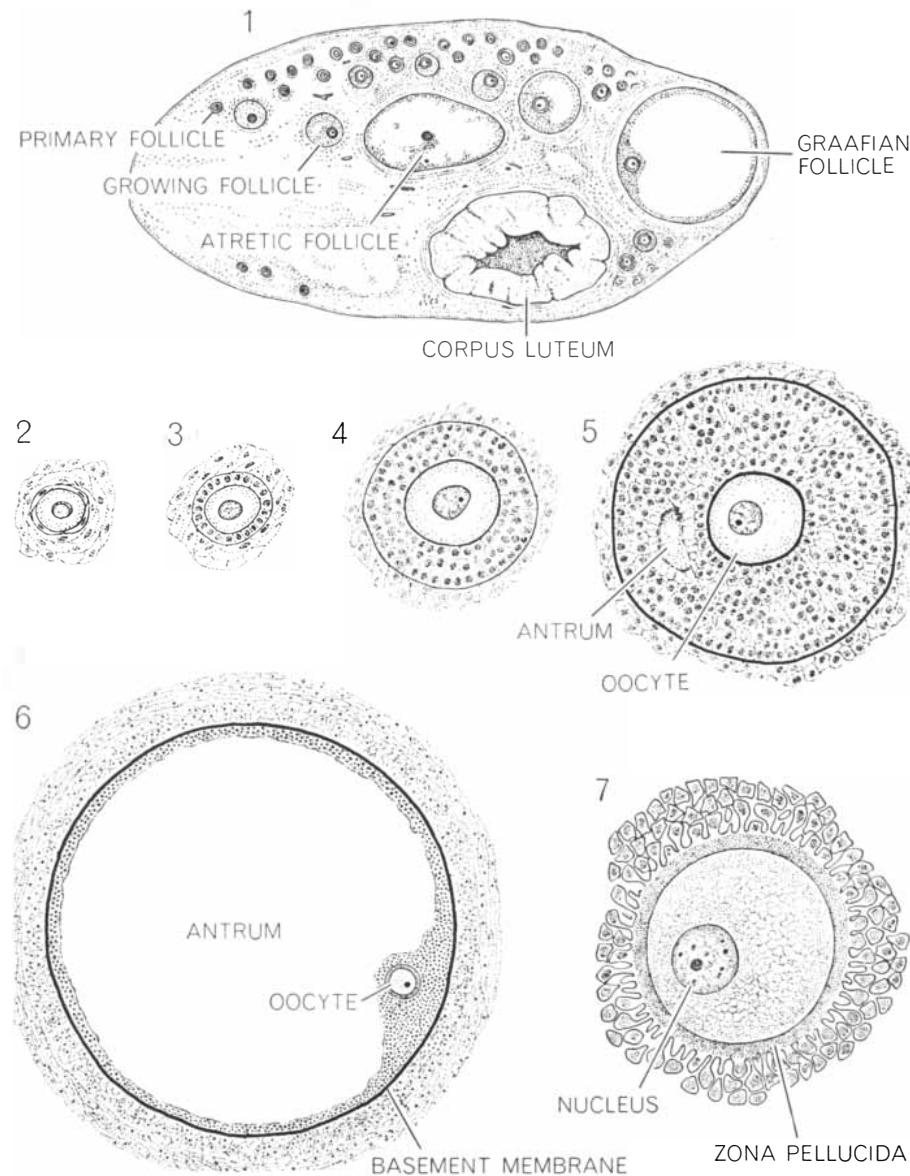 1
PRIMARY FOLLICLE
GROWING FOLLICLE
ATRETIC FOLLICLE
GRAAFIAN
FOLLICLE
CORPUS LUTEUM
2
3
4
5
ANTRUM
OOCYTE
6
ANTRUM
OOCYTE
BASEMENT MEMBRANE
7
NUCLEUS
ZONA PELLUCIDA